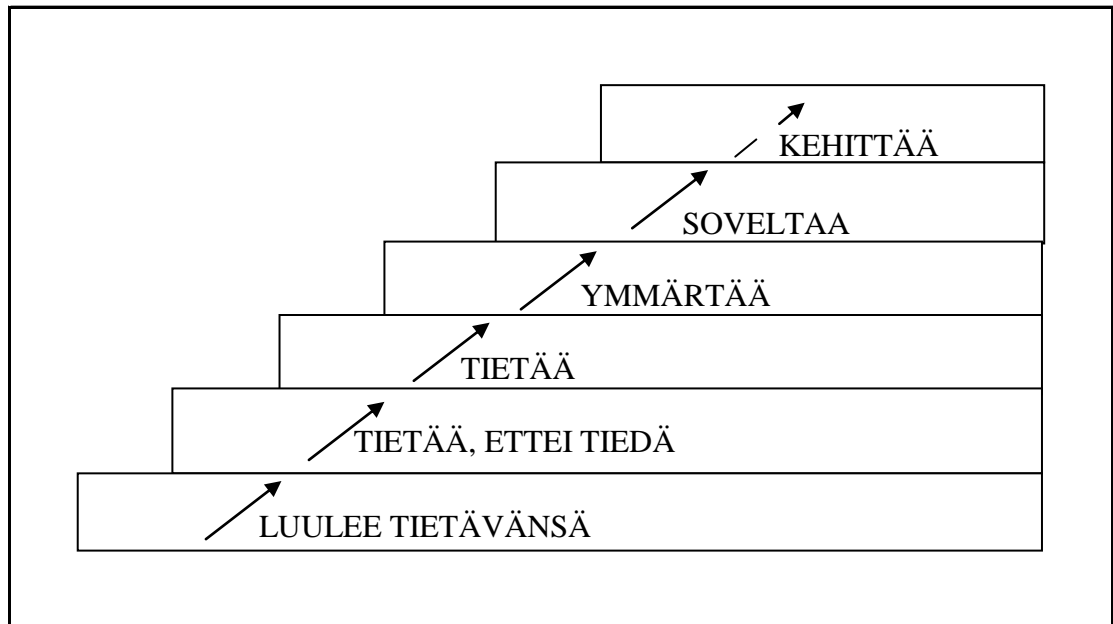 KEHITTÄÄ
SOVELTAA
YMMÄRTÄÄ
TIETÄÄ
TIETÄÄ, ETTEI TIEDÄ
LUULEE TIETÄVÄNSÄ